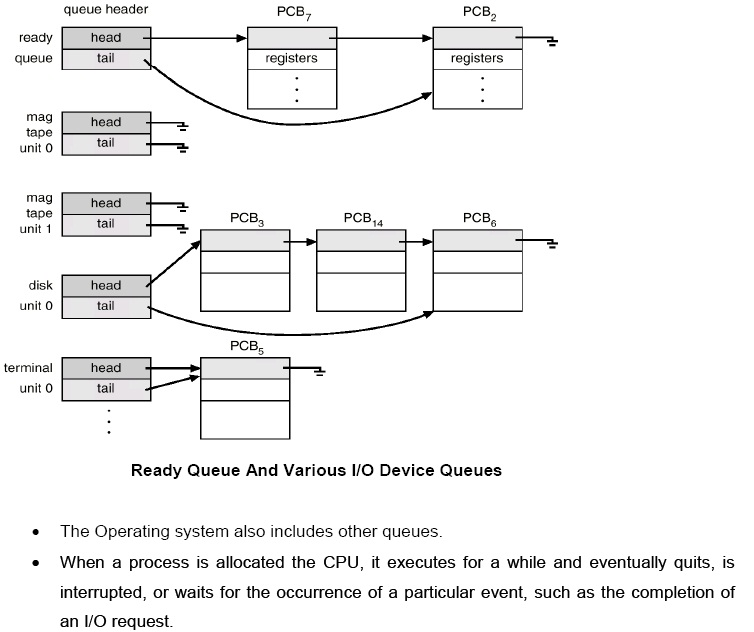 queue header PCB7 PCB2
ready head
queue tail registers registers
mag head
tape
unit 0 tail
mag head
tape
unit 1 tail
PCB3 PCB14 PCB6
disk head
unit 0 tail
PCB5
terminal head
unit 0 tail
Ready Queue And Various I/O Device Queues
• The Operating system also includes other queues.
• When a process is allocated the CPU, it executes for a while and eventually quits, is
interrupted, or waits for the occurrence of a particular event, such as the completion of
an I/O request.